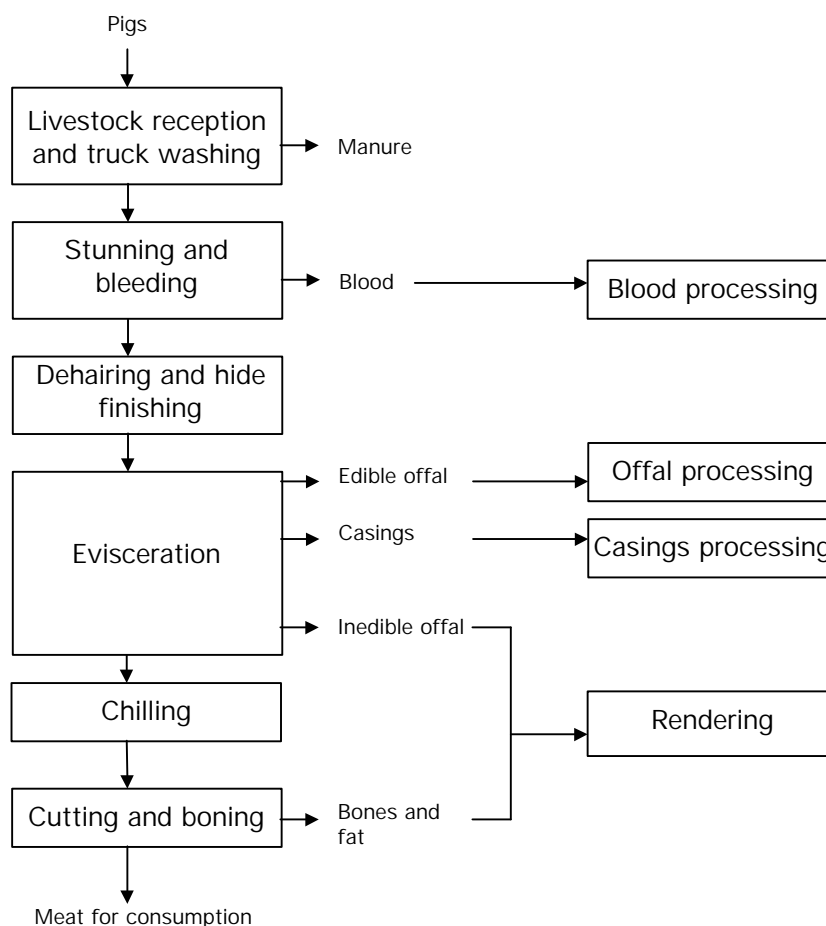 Pigs
Livestock reception
and truck washing
Manure
Stunning and
bleeding
Blood
Blood processing
Dehairing and hide
finishing
Edible offal
Offal processing
Evisceration
Casings
Casings processing
Inedible offal
Chilling
Rendering
Cutting and boning
Bones and
fat
Meat for consumption